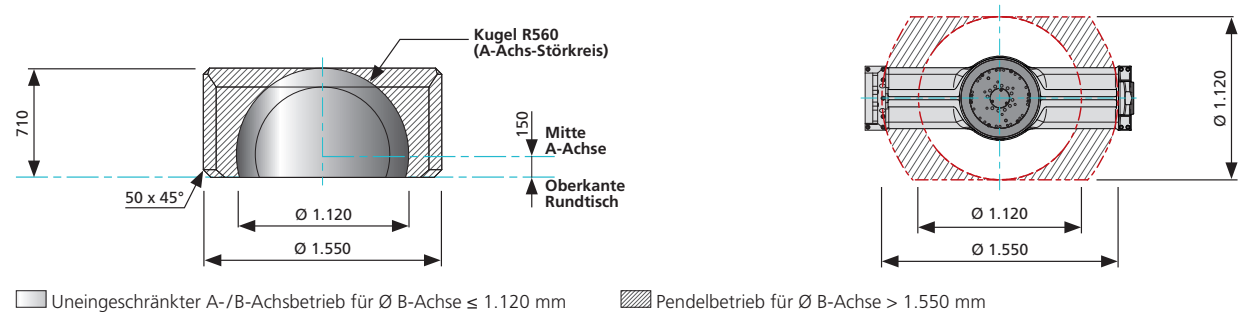 Kugel R560
(A-Achs-Störkreis)
710
150
Mitte
A-Achse
Oberkante
Rundtisch
50 x 45°
Ø 1.120
Ø 1.550
Ø 1.120
Ø 1.120
Ø 1.550
Uneingeschränkter A-/B-Achsbetrieb für Ø B-Achse ≤ 1.120 mm
Pendelbetrieb für Ø B-Achse > 1.550 mm